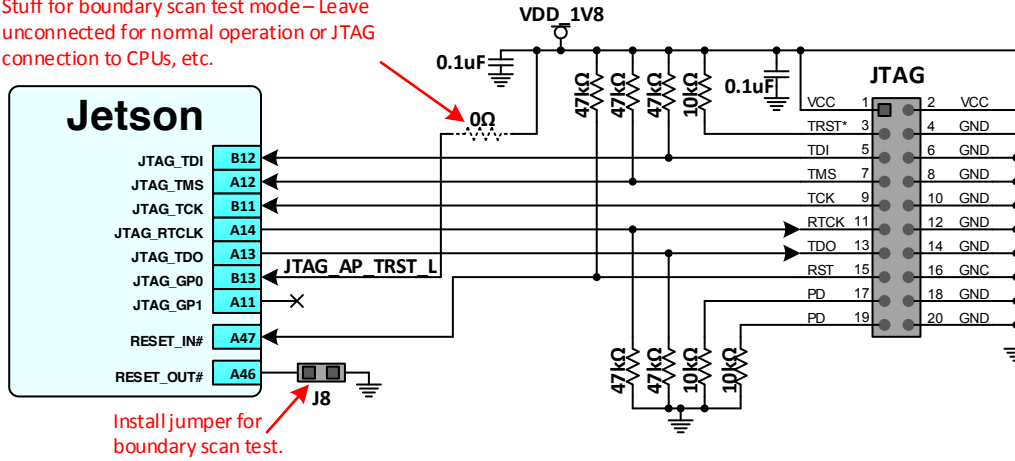 Stuff for boundary scan test mode – Leave
unconnected for normal operation or JTAG
connection to CPUs, etc.
VDD_1V8
0.1uF
47kΩ
47kΩ
47kΩ
10kΩ
0.1uF
JTAG
Jetson
0Ω
VCC 1 2 VCC
TRST* 3 4 GND
JTAG_TDI B12 TDI 5 6 GND
JTAG_TMS A12 TMS 7 8 GND
JTAG_TCK B11 TCK 9 10 GND
JTAG_RTCLK A14 RTCK 11 12 GND
JTAG_TDO A13 TDO 13 14 GND
JTAG_GP0 B13 JTAG_AP_TRST_L RST 15 16 GNC
JTAG_GP1 A11 PD 17 18 GND
PD 19 20 GND
RESET_IN# A47
RESET_OUT# A46
J8
47kΩ
47kΩ
10kΩ
10kΩ
Install jumper for
boundary scan test.